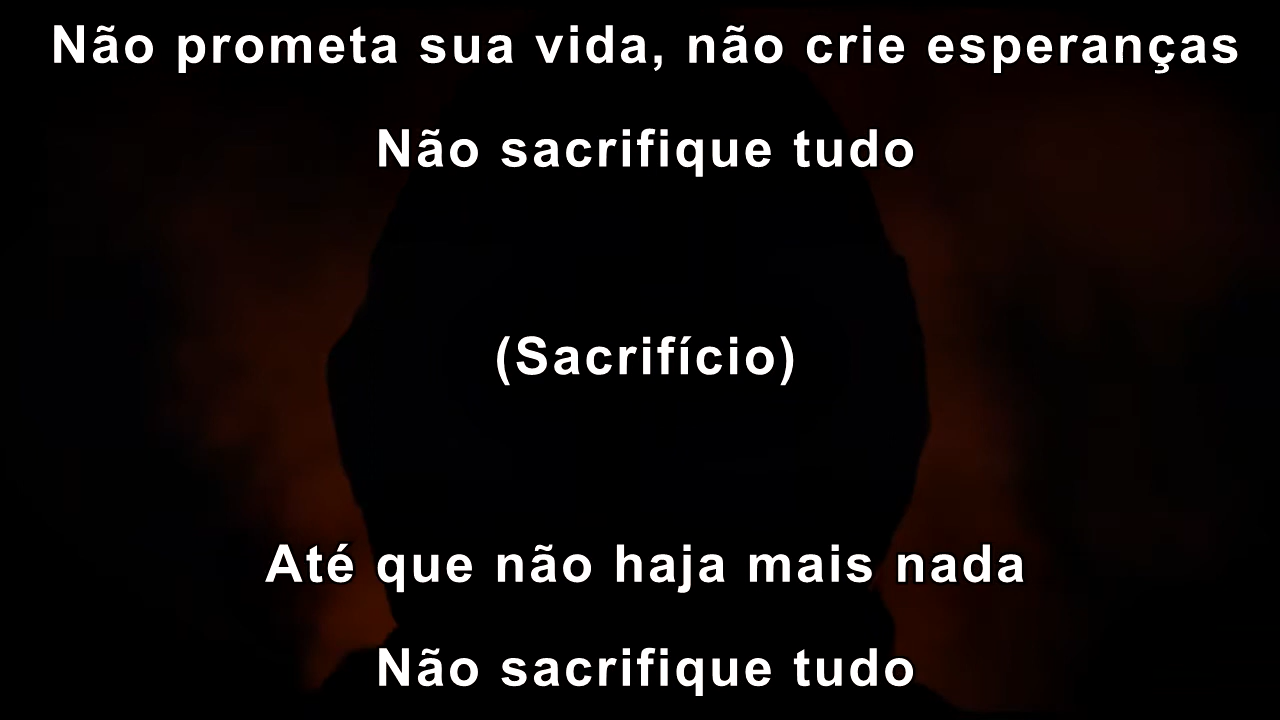 Não prometa sua vida, não crie esperanças
Não sacrifique tudo
(Sacrifício)
Até que não haja mais nada
Não sacrifique tudo